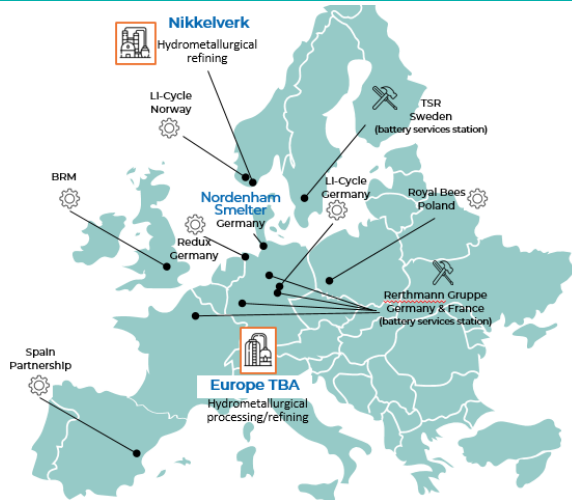 Nikkelverk
Hydrometallurgical
refining
LI-Cycle
Norway
TSR
Sweden
(battery services station)
BRM
Nordenham
Smelter
Germany
LI-Cycle
Germany
Royal Bees
Poland
Redux
Germany
Rerthmann Gruppe
Germany & France
(battery services station)
Spain
Partnership
Europe TBA
Hydrometallurgical
processing/refining